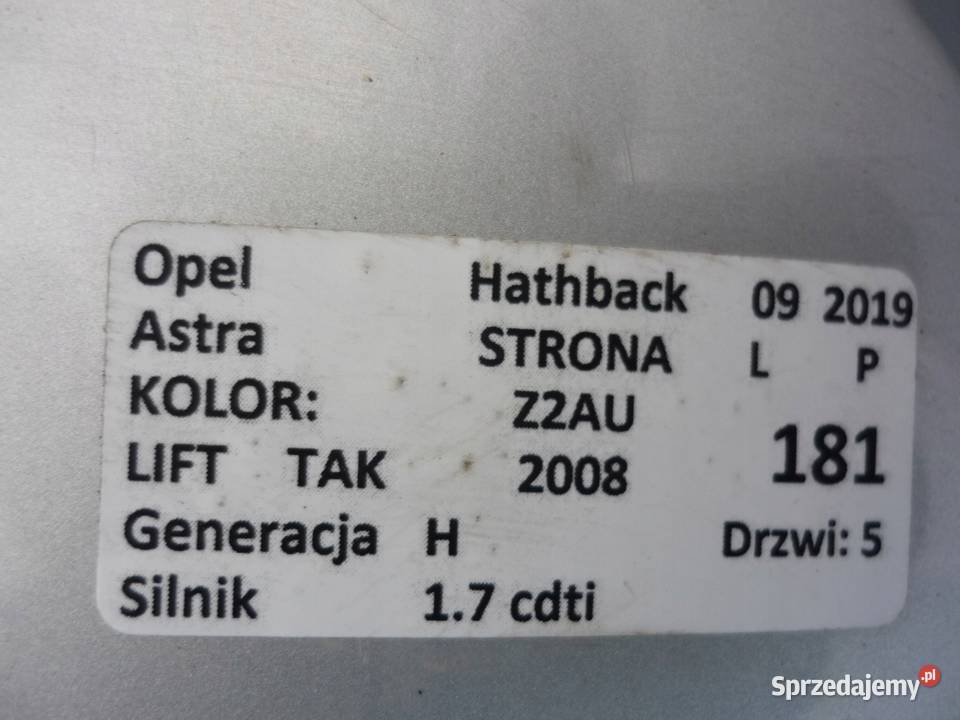 Opel Hathback 09 2019
Astra STRONA L P
KOLOR: Z2AU
LIFT TAK 2008 181
Generacja H Drzwi: 5
Silnik 1.7 cdti
Sprzedajemy.pl